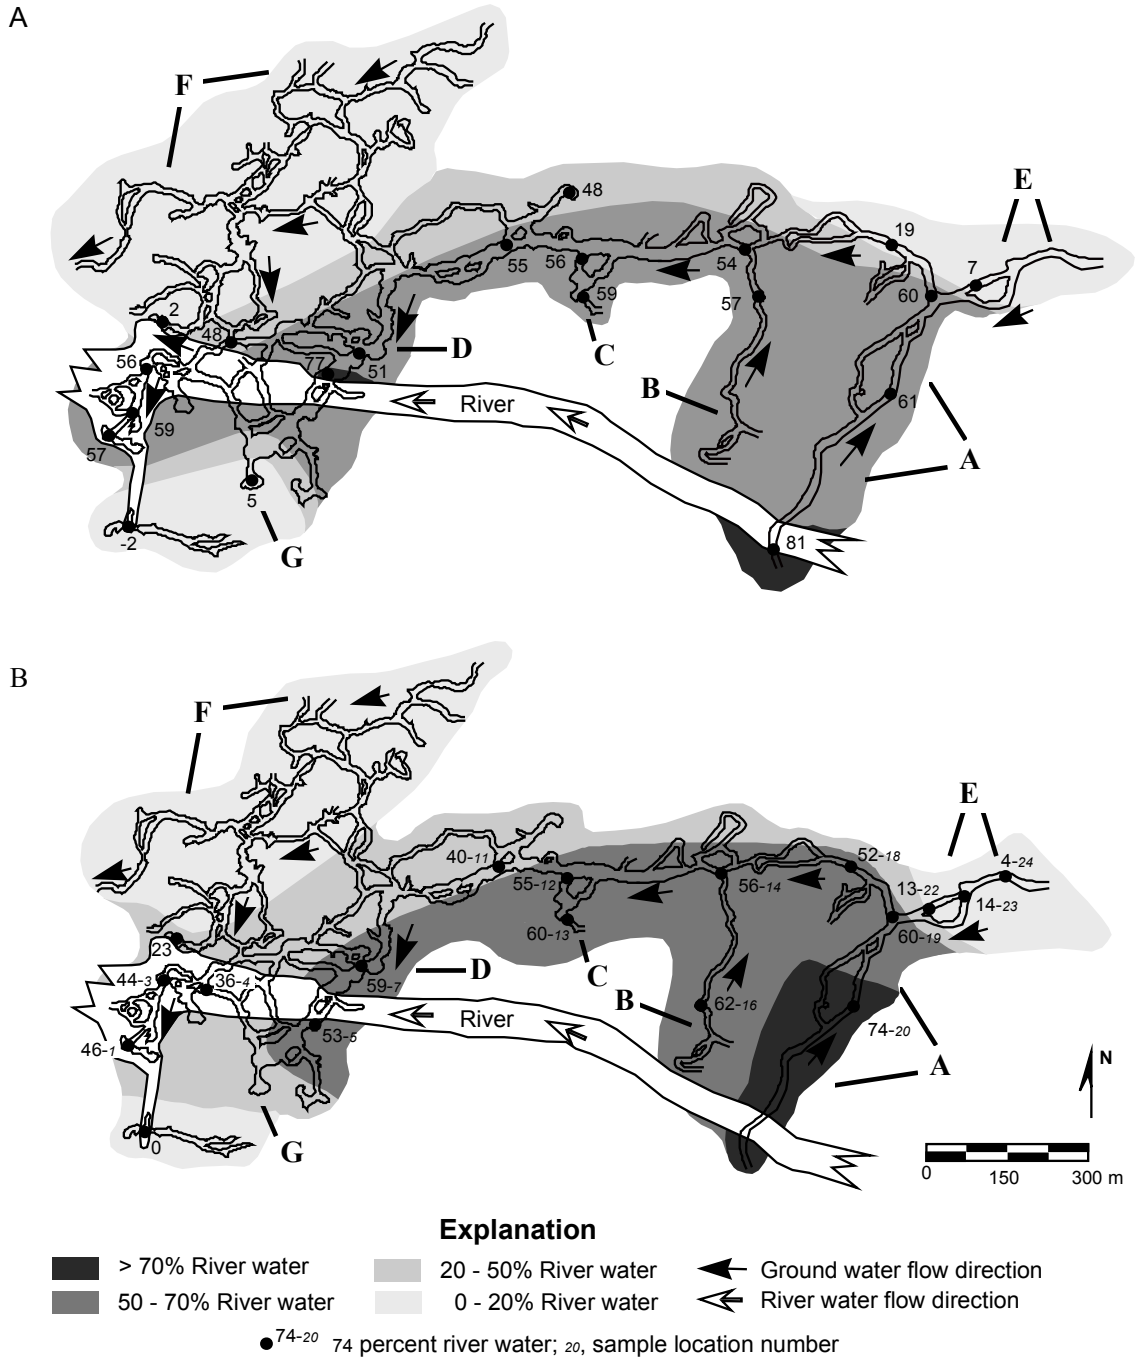 A
F
48
E
19
7
55
56
54
2
59
57
60
48
56
D
C
51
77
B
River
61
59
57
A
5
-2
G
81
B
F
E
40-11
52-18
4-24
55-12
56-14
13-22
14-23
60-13
60-19
23
44-3
36-4
D
59-7
C
B
62-16
River
74-20
53-5
46-1
A
N
G
0
0
150
300 m
Explanation
> 70% River water
20 - 50% River water
Ground water flow direction
50 - 70% River water
0 - 20% River water
River water flow direction
74-20
74 percent river water; 20, sample location number